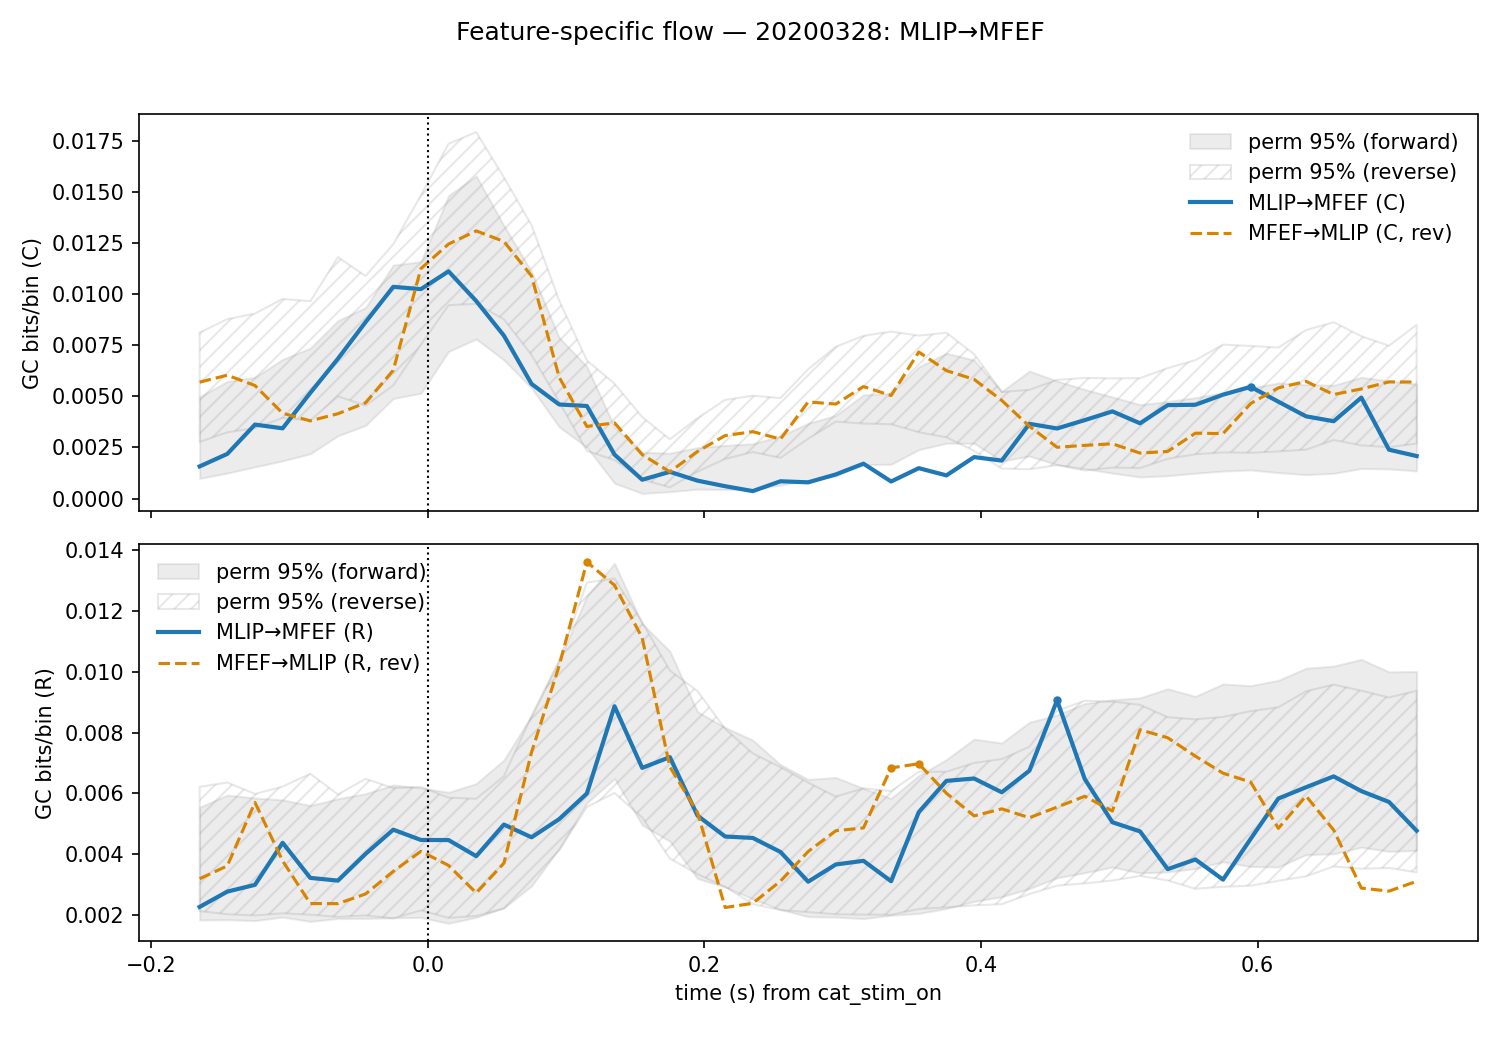 Feature-specific flow — 20200328: MLIP→MFEF
GC bits/bin (C)
0.0175
0.0150
0.0125
0.0100
0.0075
0.0050
0.0025
0.0000
perm 95% (forward)
perm 95% (reverse)
MLIP→MFEF (C)
MFEF→MLIP (C, rev)
GC bits/bin (R)
0.014
0.012
0.010
0.008
0.006
0.004
0.002
perm 95% (forward)
perm 95% (reverse)
MLIP→MFEF (R)
MFEF→MLIP (R, rev)
−0.2
0.0
0.2
0.4
0.6
time (s) from cat_stim_on